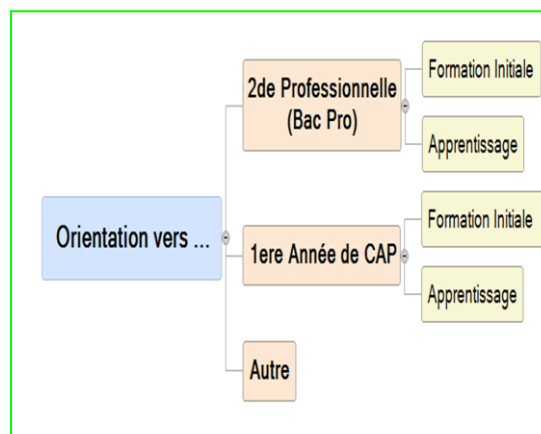 Orientation vers ...
2de Professionnelle
(Bac Pro)
Formation Initiale
Apprentissage
1ere Année de CAP
Formation Initiale
Apprentissage
Autre